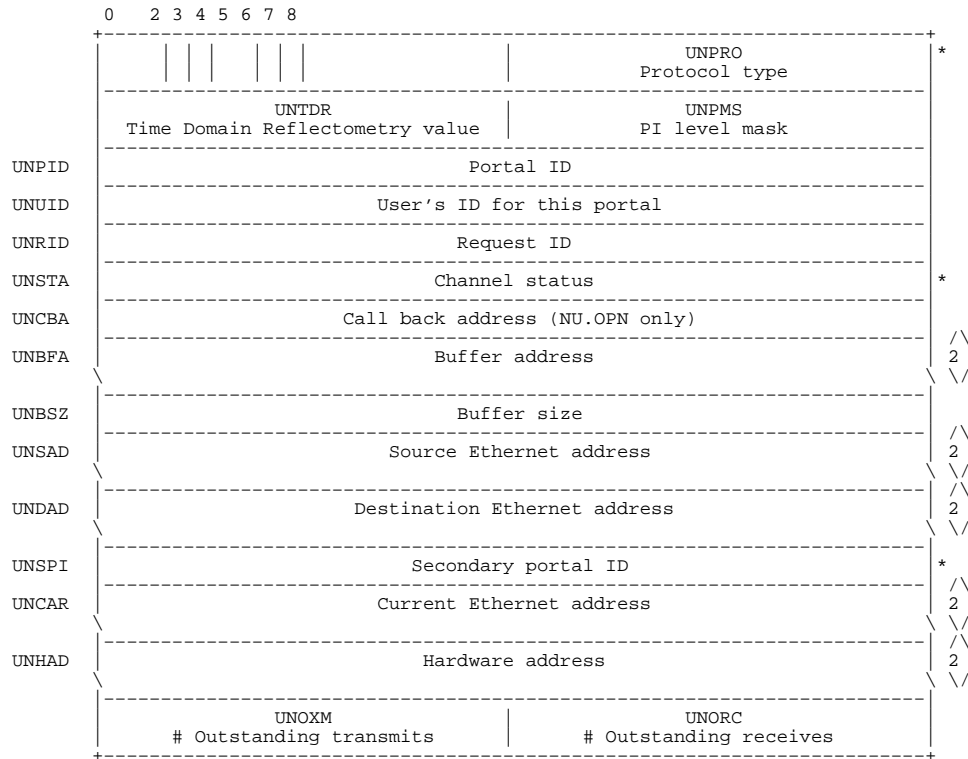 0 2 3 4 5 6 7 8
UNPRO *
Protocol type
UNTDR UNPMS
Time Domain Reflectometry value PI level mask
UNPID Portal ID
UNUID User's ID for this portal
UNRID Request ID
UNSTA Channel status *
UNCBA Call back address (NU.OPN only)
UNBFA Buffer address 2
UNBSZ Buffer size
UNSAD Source Ethernet address 2
UNDAD Destination Ethernet address 2
UNSPI Secondary portal ID *
UNCAR Current Ethernet address 2
UNHAD Hardware address 2
UNOXM UNORC
# Outstanding transmits # Outstanding receives